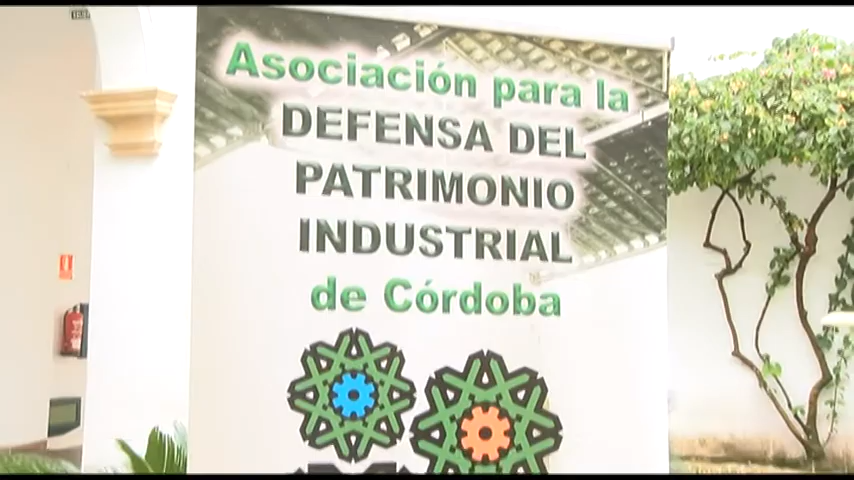 Asociación para la
DEFENSA DEL
PATRIMONIO
INDUSTRIAL
de Córdoba